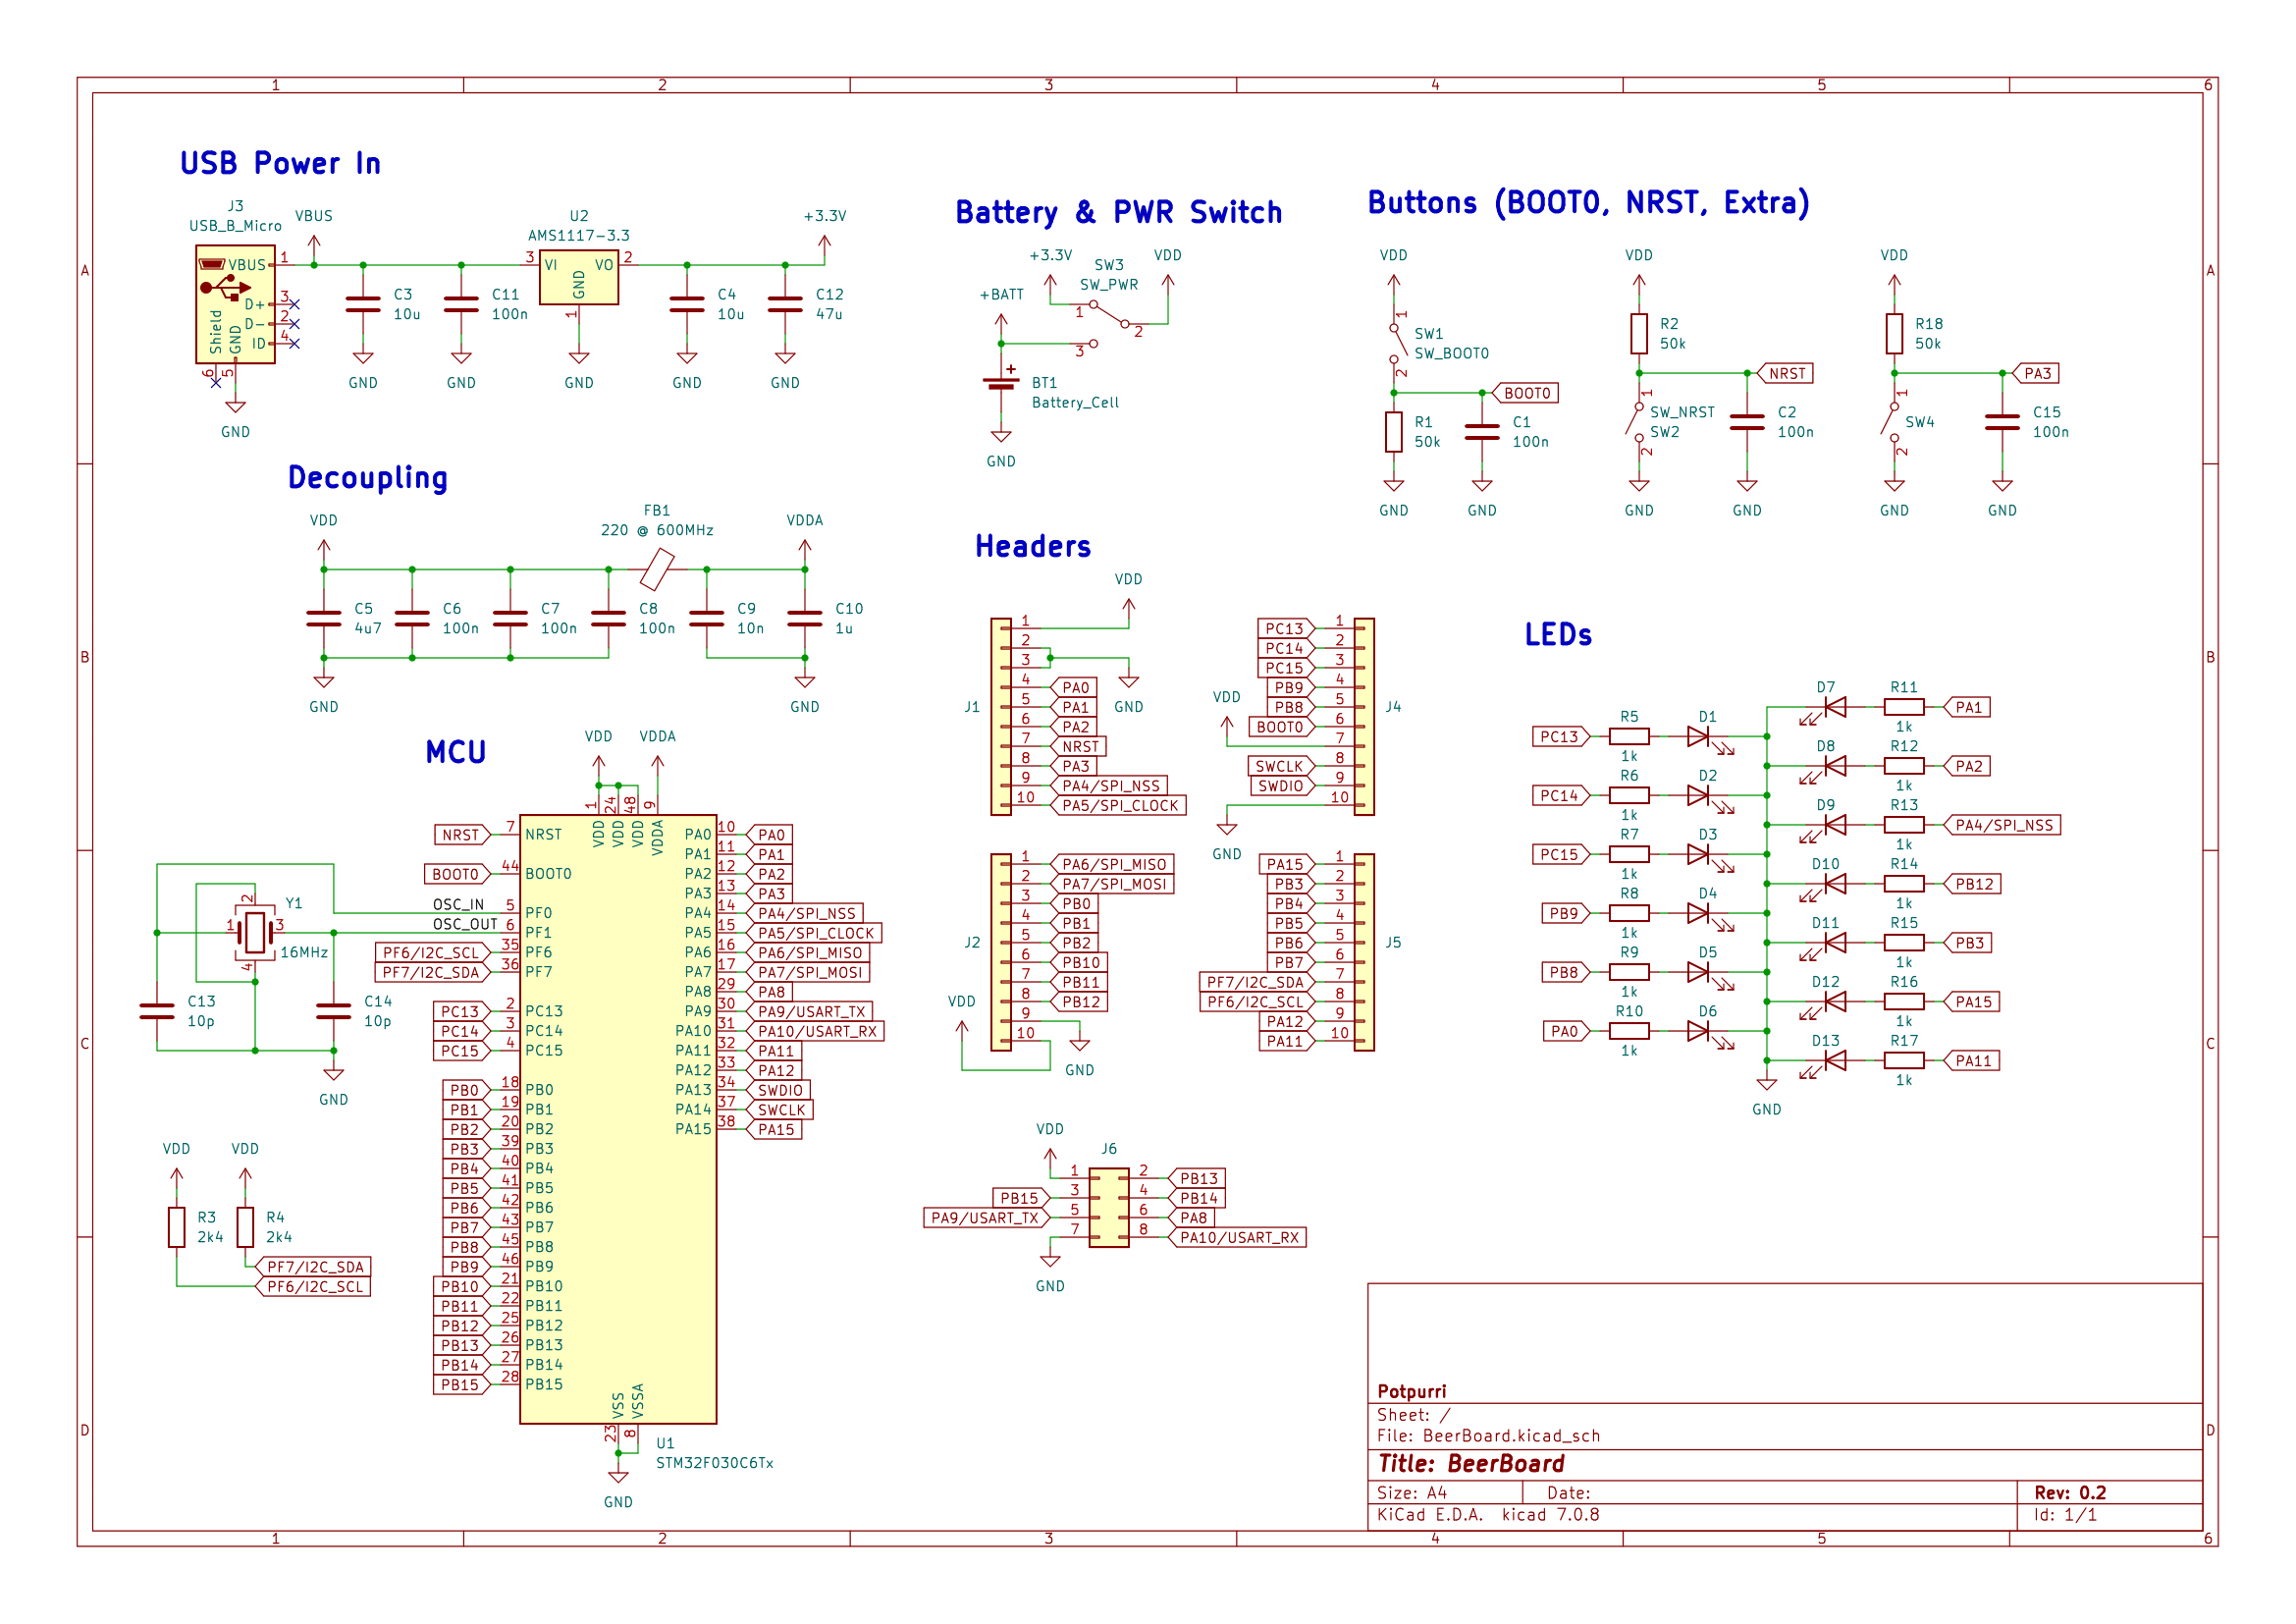 1 2 3 4 5 6
A
B
C
D
A
B
C
D
1 2 3 4 5 6
USB Power In
J3
USB_B_Micro
VBUS
D+
D-
ID
Shield
GND
1
3
2
4
6
5
GND
VBUS
C3
10u
GND
C11
100n
GND
U2
AMS1117-3.3
3
VI
VO
2
GND
1
GND
C4
10u
GND
C12
47u
GND
+3.3V
Battery & PWR Switch
+3.3V
SW3
SW_PWR
VDD
1
2
3
+BATT
BT1
Battery_Cell
GND
Buttons (BOOT0, NRST, Extra)
VDD
1
SW1
SW_BOOT0
2
BOOT0
R1
50k
C1
100n
GND
GND
VDD
R2
50k
NRST
1
SW_NRST
SW2
2
C2
100n
GND
GND
VDD
R18
50k
PA3
1
SW4
2
C15
100n
GND
GND
Decoupling
VDD
FB1
220 @ 600MHz
VDDA
C5
4u7
C6
100n
C7
100n
C8
100n
C9
10n
C10
1u
GND
GND
Headers
VDD
J1
1
2
3
4 PA0
5 PA1
6 PA2
7 NRST
8 PA3
9 PA4/SPI_NSS
10 PA5/SPI_CLOCK
GND
J4
PC13 1
PC14 2
PC15 3
PB9 4
PB8 5
BOOT0 6
7
SWCLK 8
SWDIO 9
10
VDD
GND
J2
1 PA6/SPI_MISO
2 PA7/SPI_MOSI
3 PB0
4 PB1
5 PB2
6 PB10
7 PB11
8 PB12
9
10
VDD
GND
J5
PA15 1
PB3 2
PB4 3
PB5 4
PB6 5
PB7 6
PF7/I2C_SDA 7
PF6/I2C_SCL 8
PA12 9
PA11 10
VDD
J6
1 2 PB13
PB15 3 4 PB14
PA9/USART_TX 5 6 PA8
7 8 PA10/USART_RX
GND
LEDs
PC13
R5
1k
D1
PC14
R6
1k
D2
PC15
R7
1k
D3
PB9
R8
1k
D4
PB8
R9
1k
D5
PA0
R10
1k
D6
D7
R11
1k
PA1
D8
R12
1k
PA2
D9
R13
1k
PA4/SPI_NSS
D10
R14
1k
PB12
D11
R15
1k
PB3
D12
R16
1k
PA15
D13
R17
1k
PA11
GND
MCU
VDD
VDDA
1 24 48 9
VDD VDD VDD VDDA
NRST 7 NRST
BOOT0 44 BOOT0
OSC_IN 5 PF0
OSC_OUT 6 PF1
PF6/I2C_SCL 35 PF6
PF7/I2C_SDA 36 PF7
PC13 2 PC13
PC14 3 PC14
PC15 4 PC15
PB0 18 PB0
PB1 19 PB1
PB2 20 PB2
PB3 39 PB3
PB4 40 PB4
PB5 41 PB5
PB6 42 PB6
PB7 43 PB7
PB8 45 PB8
PB9 46 PB9
PB10 21 PB10
PB11 22 PB11
PB12 25 PB12
PB13 26 PB13
PB14 27 PB14
PB15 28 PB15
PA0 10 PA0
PA1 11 PA1
PA2 12 PA2
PA3 13 PA3
PA4 14 PA4/SPI_NSS
PA5 15 PA5/SPI_CLOCK
PA6 16 PA6/SPI_MISO
PA7 17 PA7/SPI_MOSI
PA8 29 PA8
PA9 30 PA9/USART_TX
PA10 31 PA10/USART_RX
PA11 32 PA11
PA12 33 PA12
PA13 34 SWDIO
PA14 37 SWCLK
PA15 38 PA15
VSS VSSA
23 8
U1
STM32F030C6Tx
GND
Y1
16MHz
1
2
3
4
C13
10p
C14
10p
GND
VDD
VDD
R3
2k4
R4
2k4
PF7/I2C_SDA
PF6/I2C_SCL
Potpurri
Sheet: /
File: BeerBoard.kicad_sch
Title: BeerBoard
Size: A4 Date: Rev: 0.2
KiCad E.D.A. kicad 7.0.8 Id: 1/1